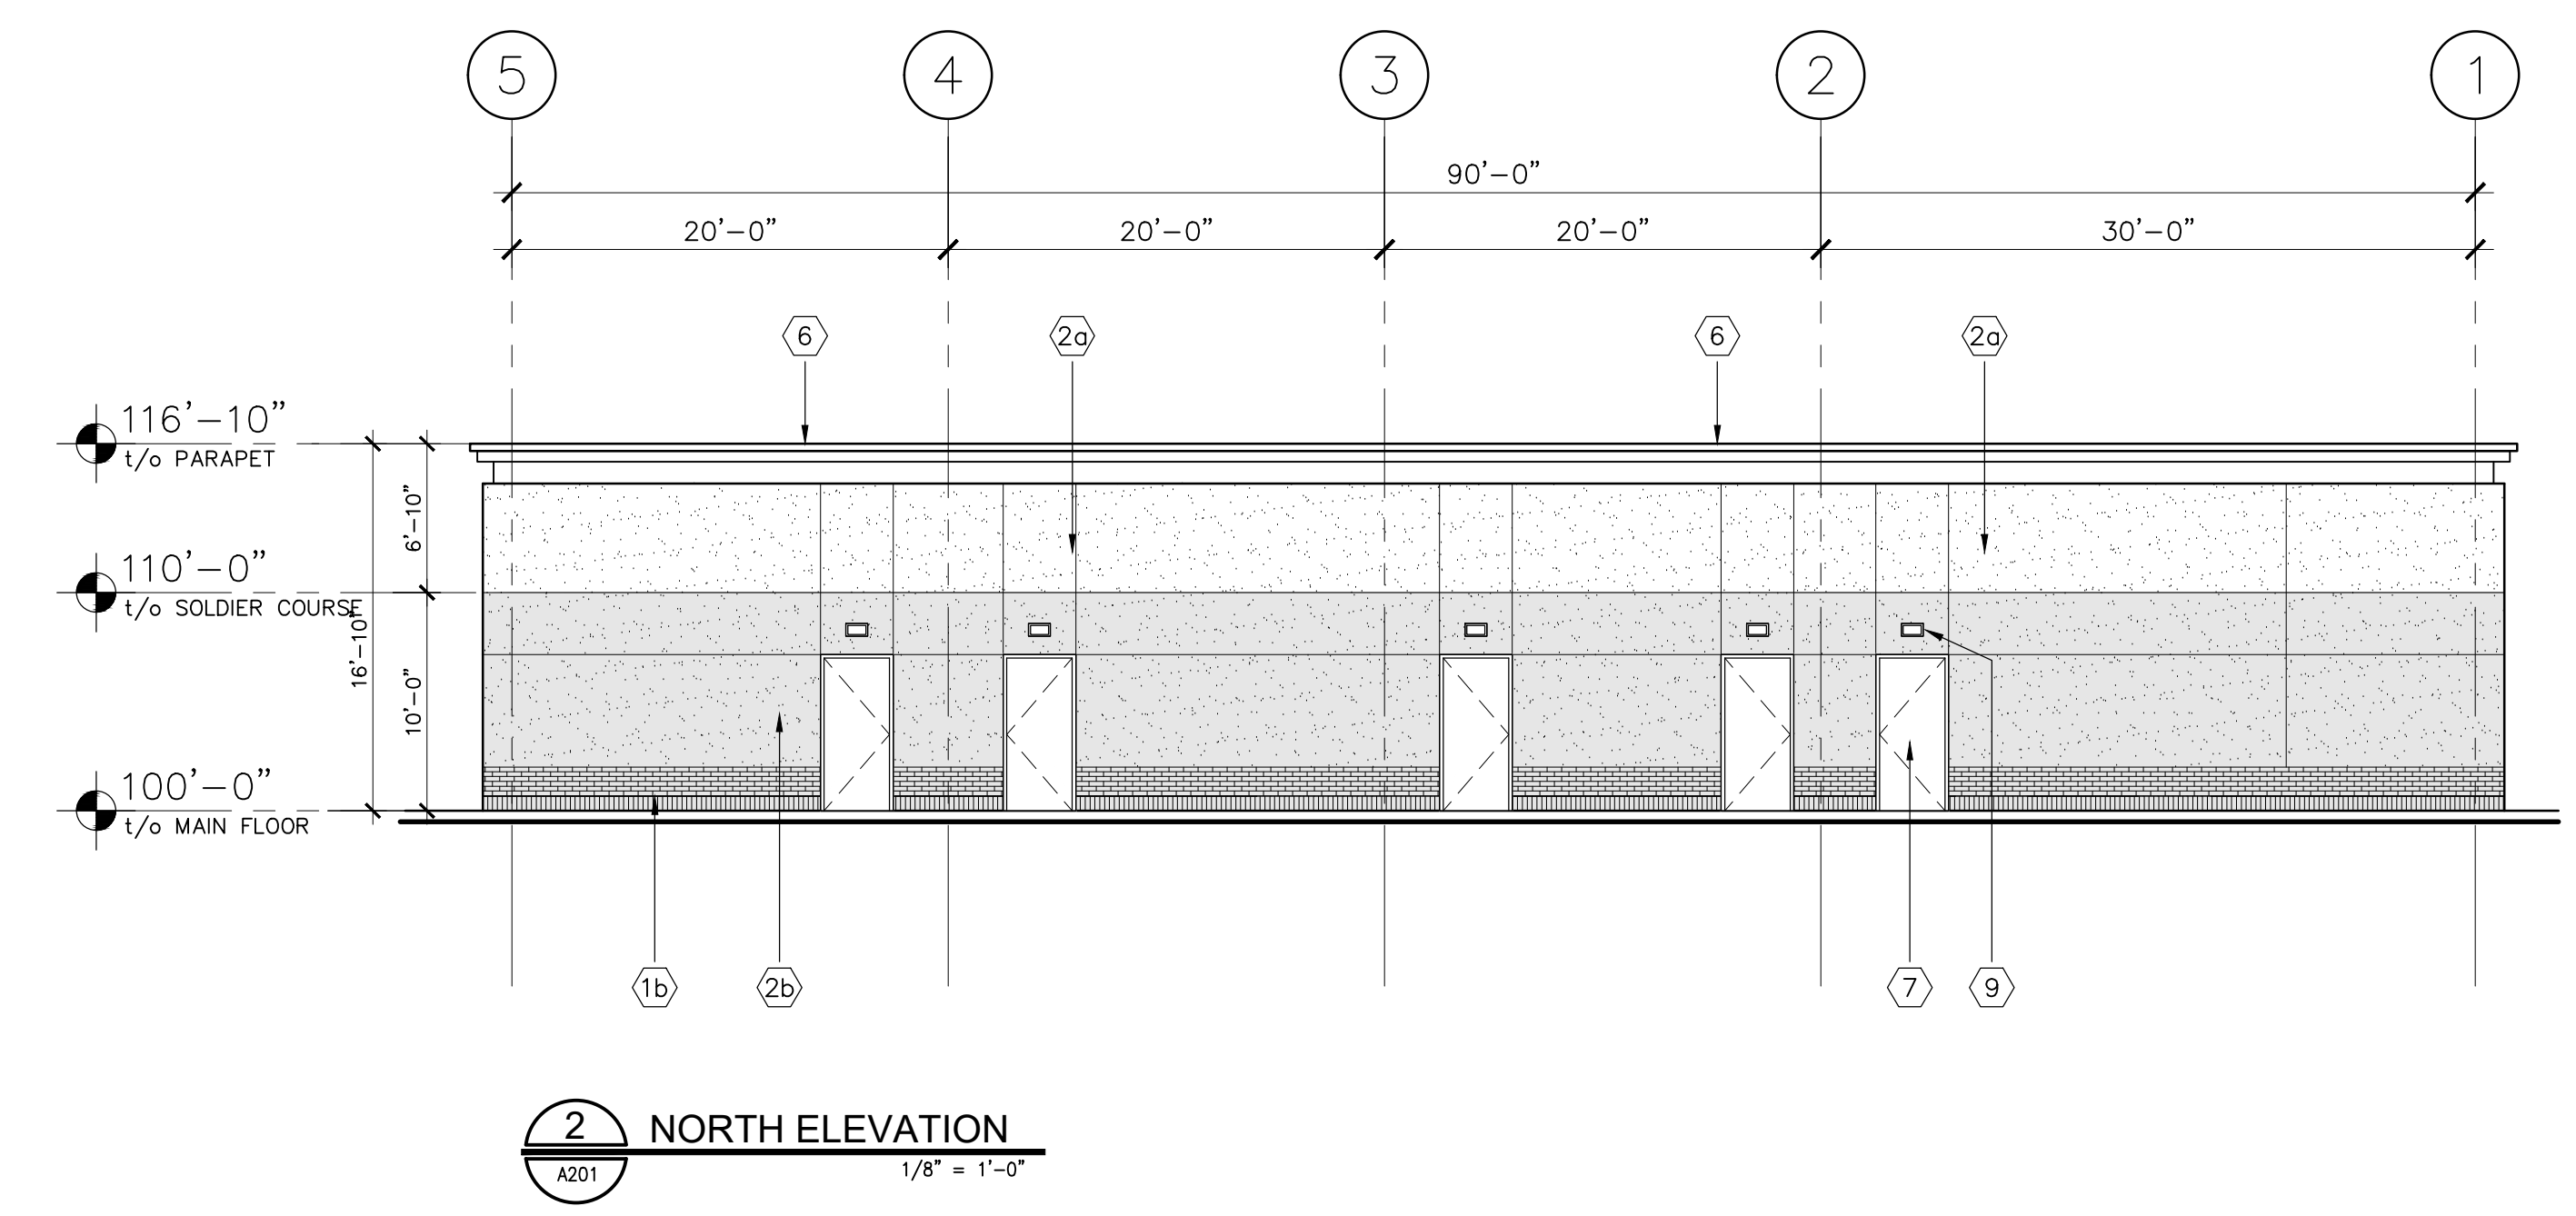 5 4 3 2 1
90’–0”
20’–0” 20’–0” 20’–0” 30’–0”
6 2a 6 2a
116’–10”
t/o PARAPET
6’–10”
110’–0”
t/o SOLDIER COURSE
16’–10”
10’–0”
100’–0”
t/o MAIN FLOOR
1b 2b 7 9
2
NORTH ELEVATION
A201
1/8” = 1’–0”